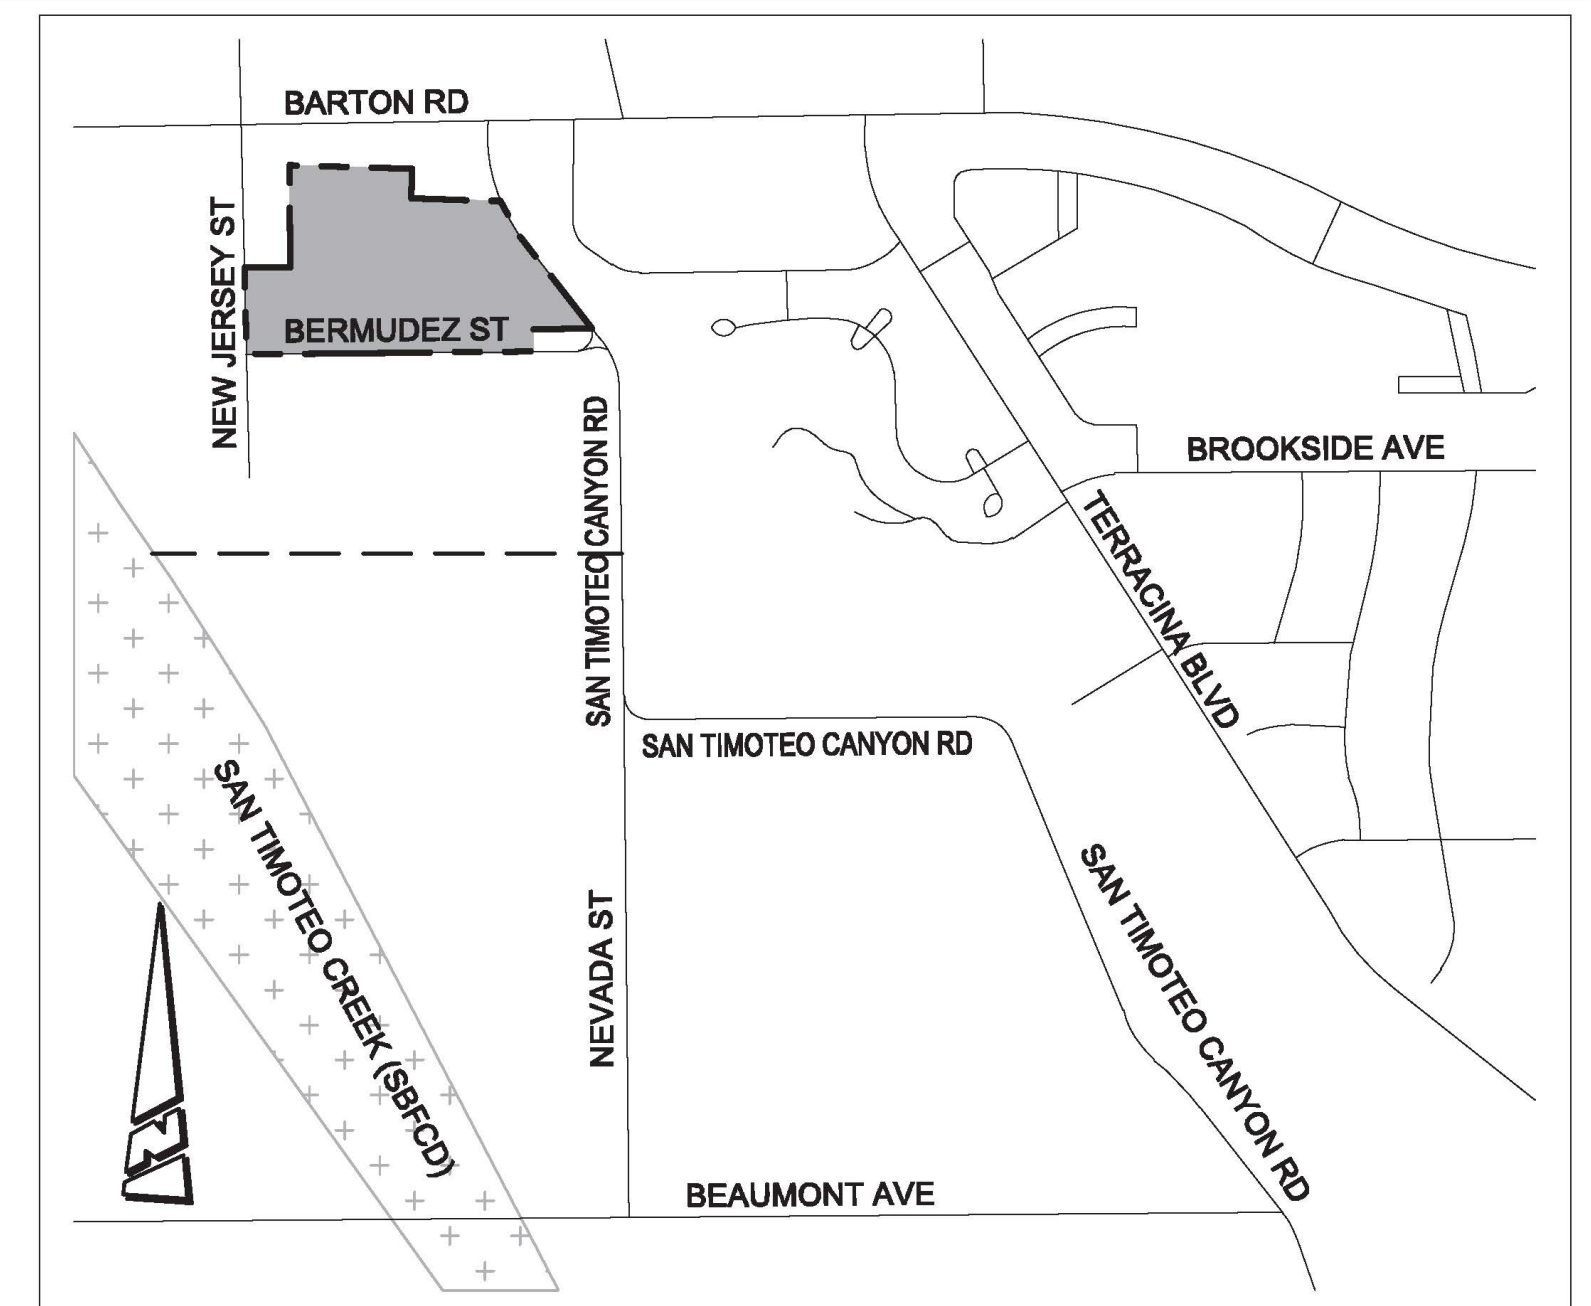 BARTON RD
NEW JERSEY ST
BERMUDEZ ST
SAN TIMOTEO CANYON RD
BROOKSIDE AVE
TERRACINA BLVD
SAN TIMOTEO CANYON RD
SAN TIMOTEO CREEK (SBFCD)
SAN TIMOTEO CANYON RD
NEVADA ST
N
BEAUMONT AVE